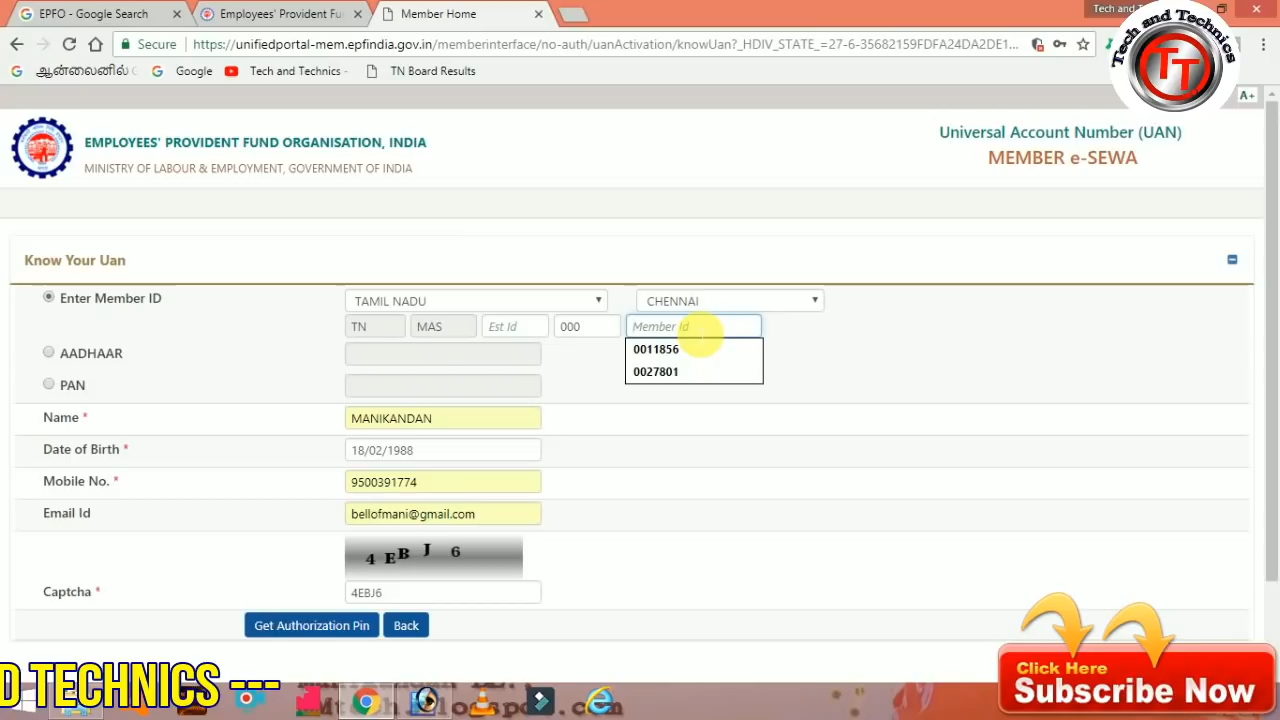 EPFO - Google Search
Employees' Provident Fu
Member Home
Tech and Te
Secure
https://unifiedportal-mem.epfindia.gov.i
interface/no-auth/uanActivation/knowUan?_HDIV_STATE_=27-6-35682159FDFA24DA2DE1...
ஆன்லைனில்
Google
Tech and Technics -
TN Board Results
Tech and Technics
TT
A+
EMPLOYEES' PROVIDENT FUND ORGANISATION, INDIA
MINISTRY OF LABOUR & EMPLOYMENT, GOVERNMENT OF INDIA
Universal Account Number (UAN)
MEMBER e-SEWA
Know Your Uan
Enter Member ID
TAMIL NADU
CHENNAI
TN
MAS
Est Id
000
Member Id
0011856
0027801
AADHAAR
PAN
Name *
MANIKANDAN
Date of Birth *
18/02/1988
Mobile No. *
9500391774
Email Id
bellofmani@gmail.com
4EBJ6
Captcha *
4EBJ6
Get Authorization Pin
Back
Click Here
Subscribe Now
D TECHNICS ---